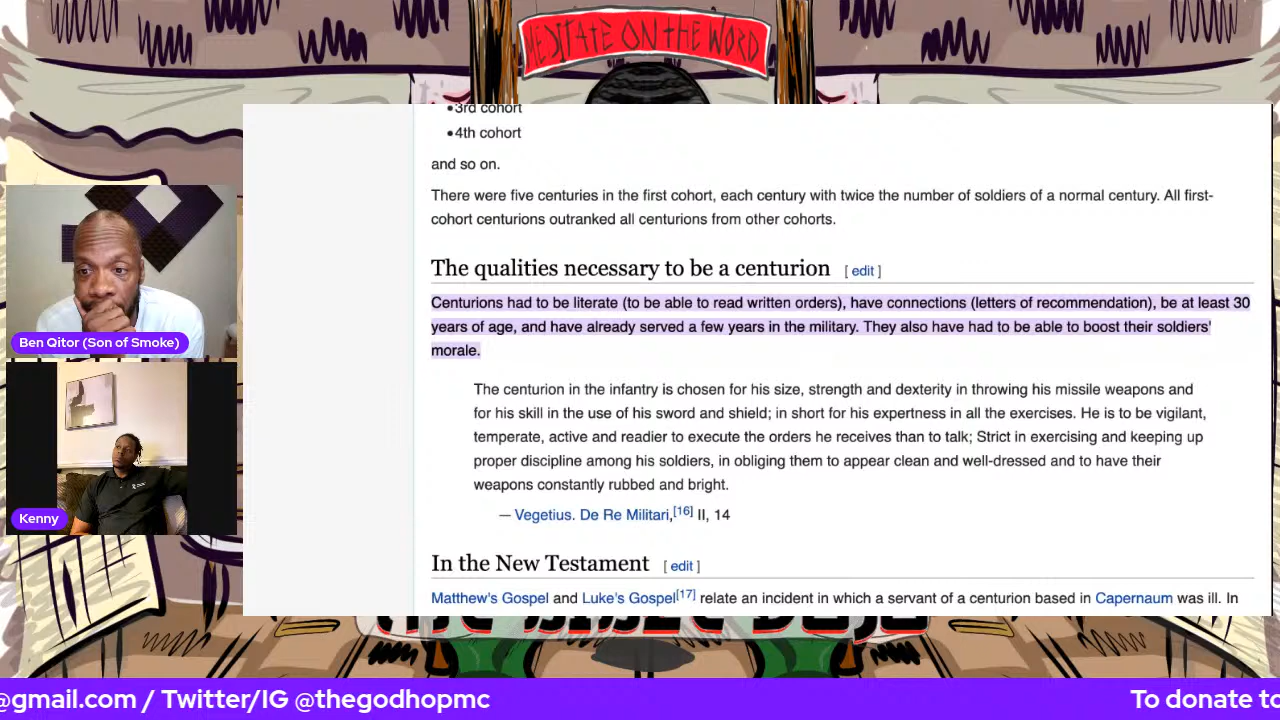 MEDITATE ON THE WORD
• 3rd cohort
• 4th cohort
and so on.
There were five centuries in the first cohort, each century with twice the number of soldiers of a normal century. All first-
cohort centurions outranked all centurions from other cohorts.
The qualities necessary to be a centurion [ edit ]
Centurions had to be literate (to be able to read written orders), have connections (letters of recommendation), be at least 30
years of age, and have already served a few years in the military. They also have had to be able to boost their soldiers'
morale.
The centurion in the infantry is chosen for his size, strength and dexterity in throwing his missile weapons and
for his skill in the use of his sword and shield; in short for his expertness in all the exercises. He is to be vigilant,
temperate, active and readier to execute the orders he receives than to talk; Strict in exercising and keeping up
proper discipline among his soldiers, in obliging them to appear clean and well-dressed and to have their
weapons constantly rubbed and bright.
— Vegetius. De Re Militari,[16] II, 14
In the New Testament [ edit ]
Matthew's Gospel and Luke's Gospel[17] relate an incident in which a servant of a centurion based in Capernaum was ill. In
Ben Qitor (Son of Smoke)
Kenny
@gmail.com / Twitter/IG @thegodhopmc
To donate to